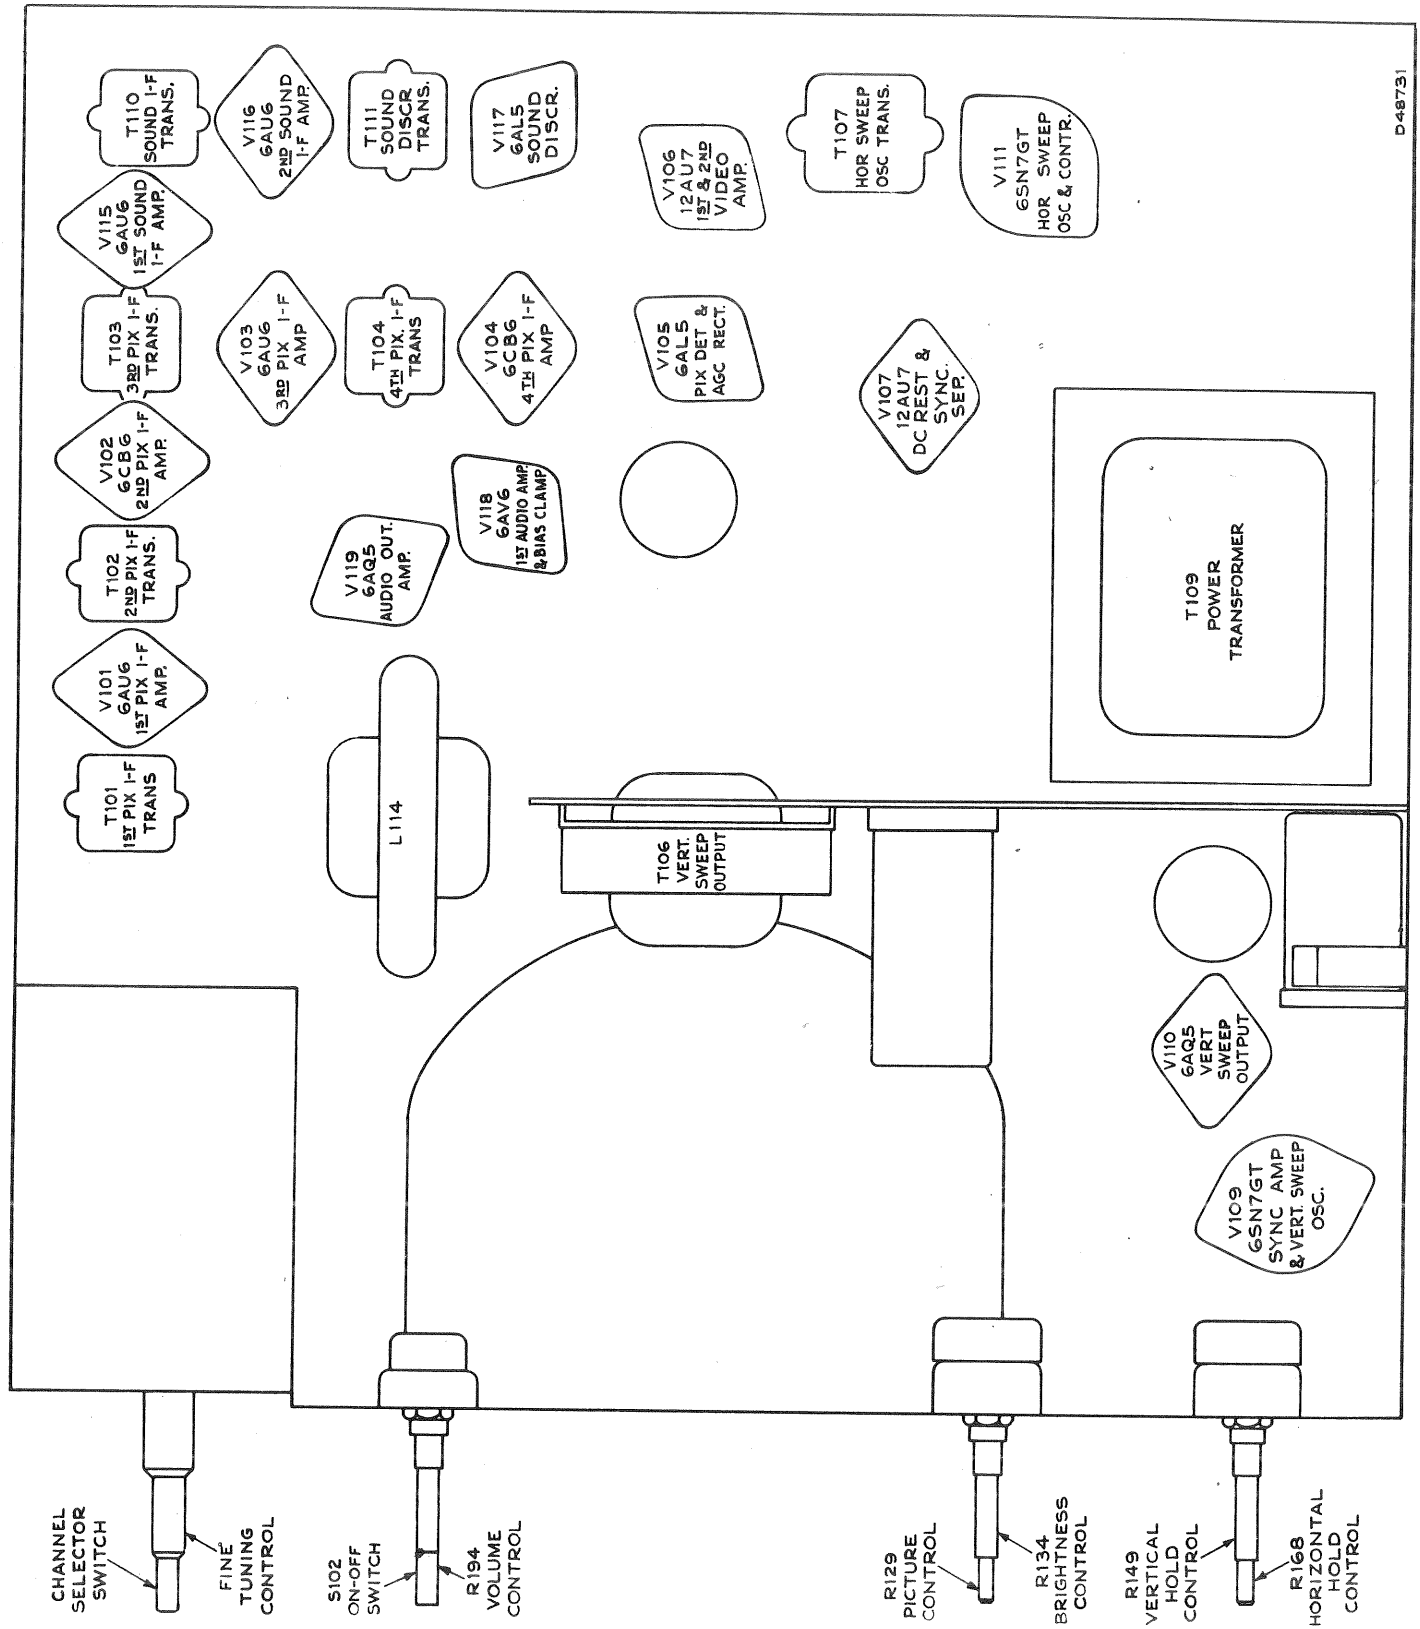 T110
SOUND I-F
TRANS.
V116
6AU6
2ND SOUND
I-F AMP.
T111
SOUND
DISCR
TRANS.
V117
6AL5
SOUND
DISCR.
V115
6AU6
1ST SOUND
I-F AMP.
V106
12AU7
1ST & 2ND
VIDEO
AMP.
T107
HOR SWEEP
OSC TRANS.
V111
6SN7GT
HOR SWEEP
OSC & CONTR.
D48731
T103
3RD PIX I-F
TRANS.
V103
6AU6
3RD PIX I-F
AMP
T104
4TH PIX. I-F
TRANS
V104
6CB6
4TH PIX I-F
AMP
V105
6AL5
PIX DET &
AGC RECT.
V107
12AU7
DC REST &
SYNC.
SEP.
V102
6CB6
2ND PIX I-F
AMP.
T102
2ND PIX I-F
TRANS.
V119
6AQ5
AUDIO OUT.
AMP.
V118
6AV6
1ST AUDIO AMP.
& BIAS CLAMP
T109
POWER
TRANSFORMER
V101
6AU6
1ST PIX I-F
AMP.
T101
1ST PIX I-F
TRANS
L114
T106
VERT.
SWEEP
OUTPUT
V110
6AQ5
VERT
SWEEP
OUTPUT
V109
6SN7GT
SYNC AMP
& VERT. SWEEP
OSC.
CHANNEL
SELECTOR
SWITCH
FINE
TUNING
CONTROL
S102
ON-OFF
SWITCH
R194
VOLUME
CONTROL
R129
PICTURE
CONTROL
R134
BRIGHTNESS
CONTROL
R149
VERTICAL
HOLD
CONTROL
R168
HORIZONTAL
HOLD
CONTROL